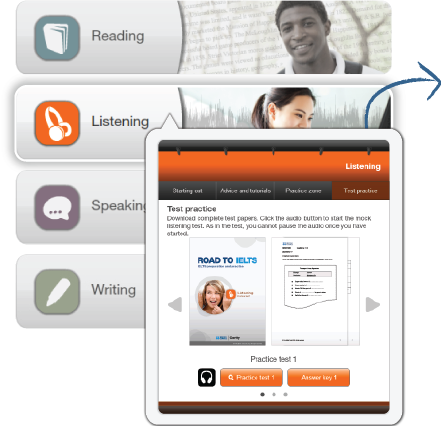 Reading
Listening
Speaking
Writing
Listening
Starting out
Advice and tutorials
Practice zone
Test practice
Test practice
Download complete test papers. Click the audio button to start the mock
listening test. As in the test, you cannot pause the audio once you have
started.
ROAD TO IELTS
Practice test 1
Practice test 1
Answer key 1